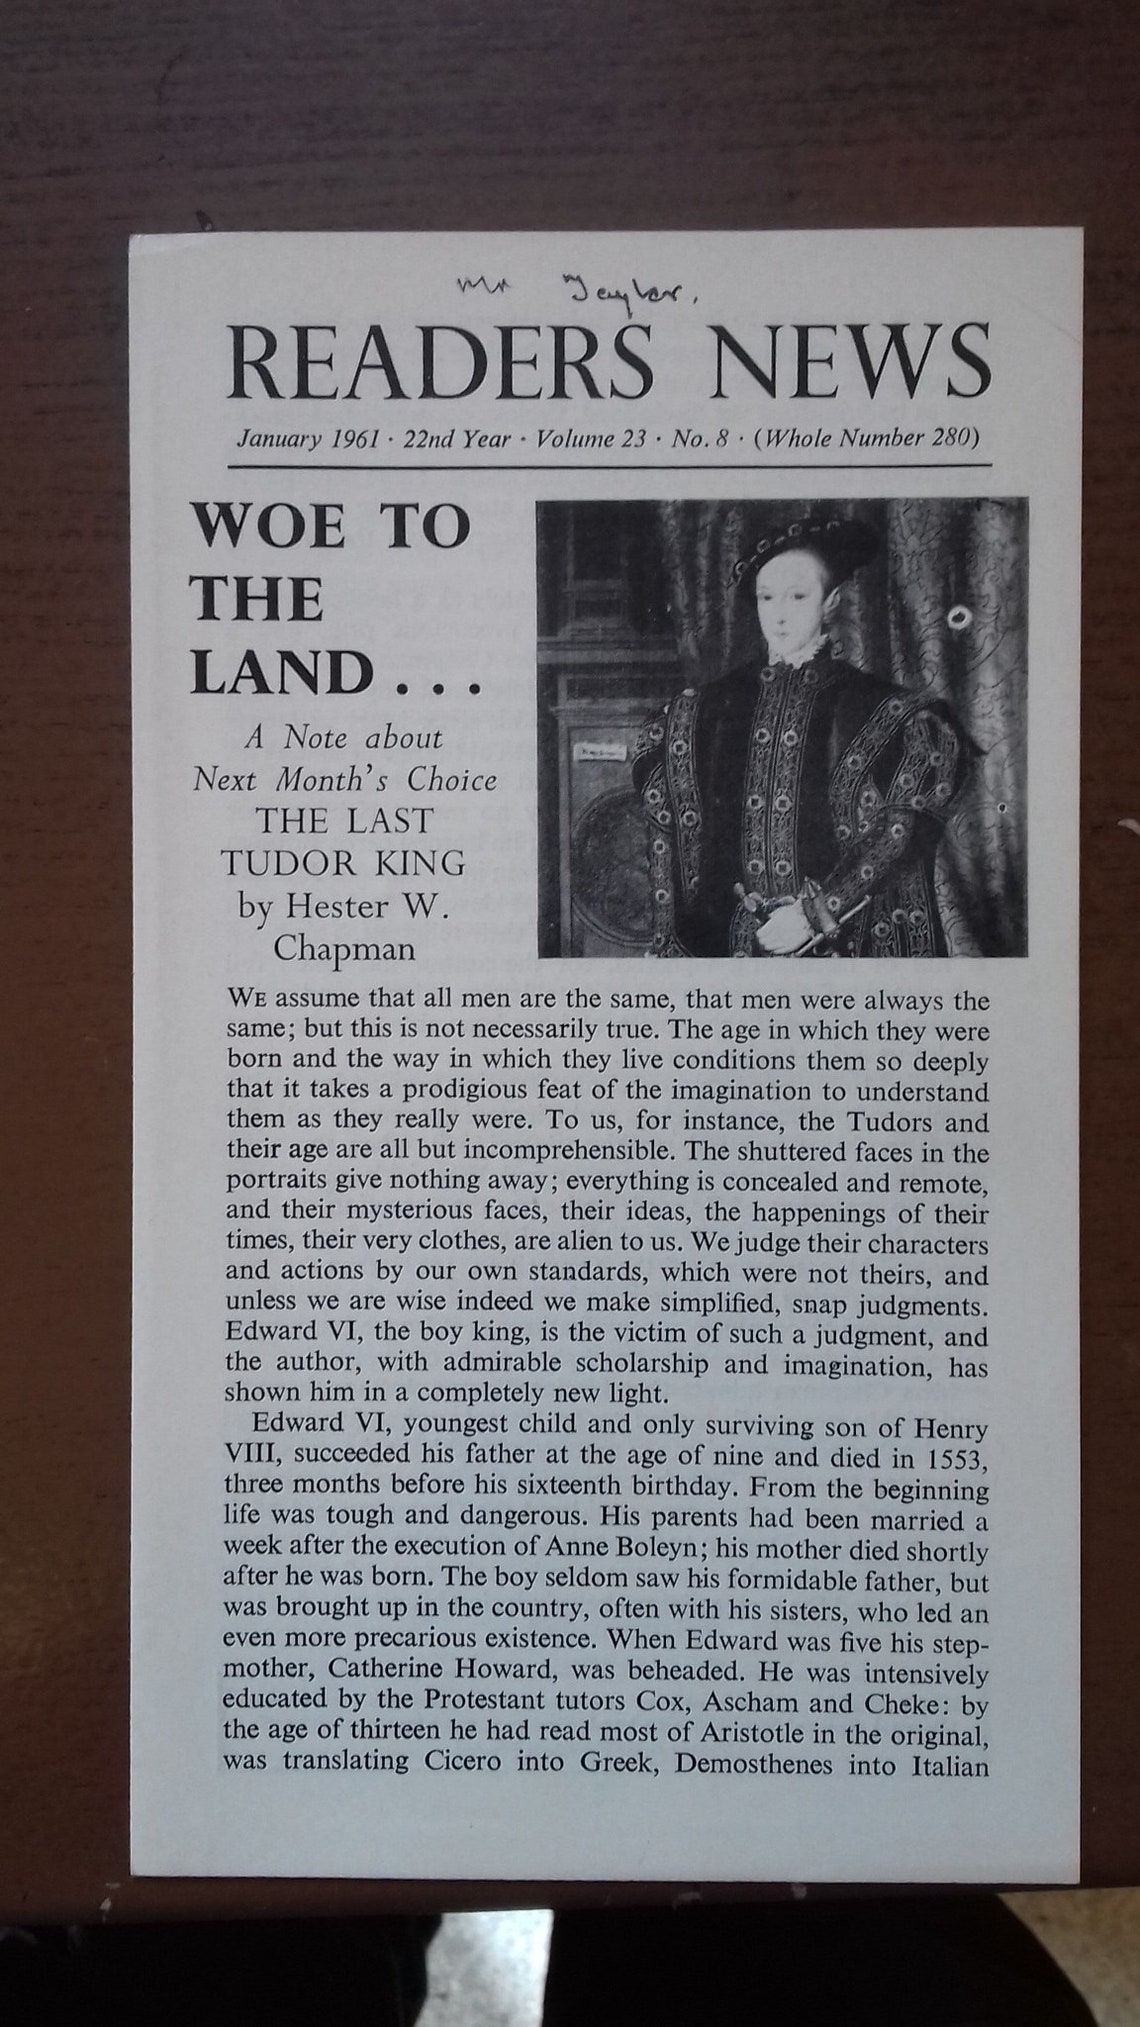 Mr Taylor.
READERS NEWS
January 1961 · 22nd Year · Volume 23 · No. 8 · (Whole Number 280)
WOE TO
THE
LAND . . .
A Note about
Next Month's Choice
THE LAST
TUDOR KING
by Hester W.
Chapman
WE assume that all men are the same, that men were always the
same; but this is not necessarily true. The age in which they were
born and the way in which they live conditions them so deeply
that it takes a prodigious feat of the imagination to understand
them as they really were. To us, for instance, the Tudors and
their age are all but incomprehensible. The shuttered faces in the
portraits give nothing away; everything is concealed and remote,
and their mysterious faces, their ideas, the happenings of their
times, their very clothes, are alien to us. We judge their characters
and actions by our own standards, which were not theirs, and
unless we are wise indeed we make simplified, snap judgments.
Edward VI, the boy king, is the victim of such a judgment, and
the author, with admirable scholarship and imagination, has
shown him in a completely new light.
Edward VI, youngest child and only surviving son of Henry
VIII, succeeded his father at the age of nine and died in 1553,
three months before his sixteenth birthday. From the beginning
life was tough and dangerous. His parents had been married a
week after the execution of Anne Boleyn; his mother died shortly
after he was born. The boy seldom saw his formidable father, but
was brought up in the country, often with his sisters, who led an
even more precarious existence. When Edward was five his step-
mother, Catherine Howard, was beheaded. He was intensively
educated by the Protestant tutors Cox, Ascham and Cheke: by
the age of thirteen he had read most of Aristotle in the original,
was translating Cicero into Greek, Demosthenes into Italian